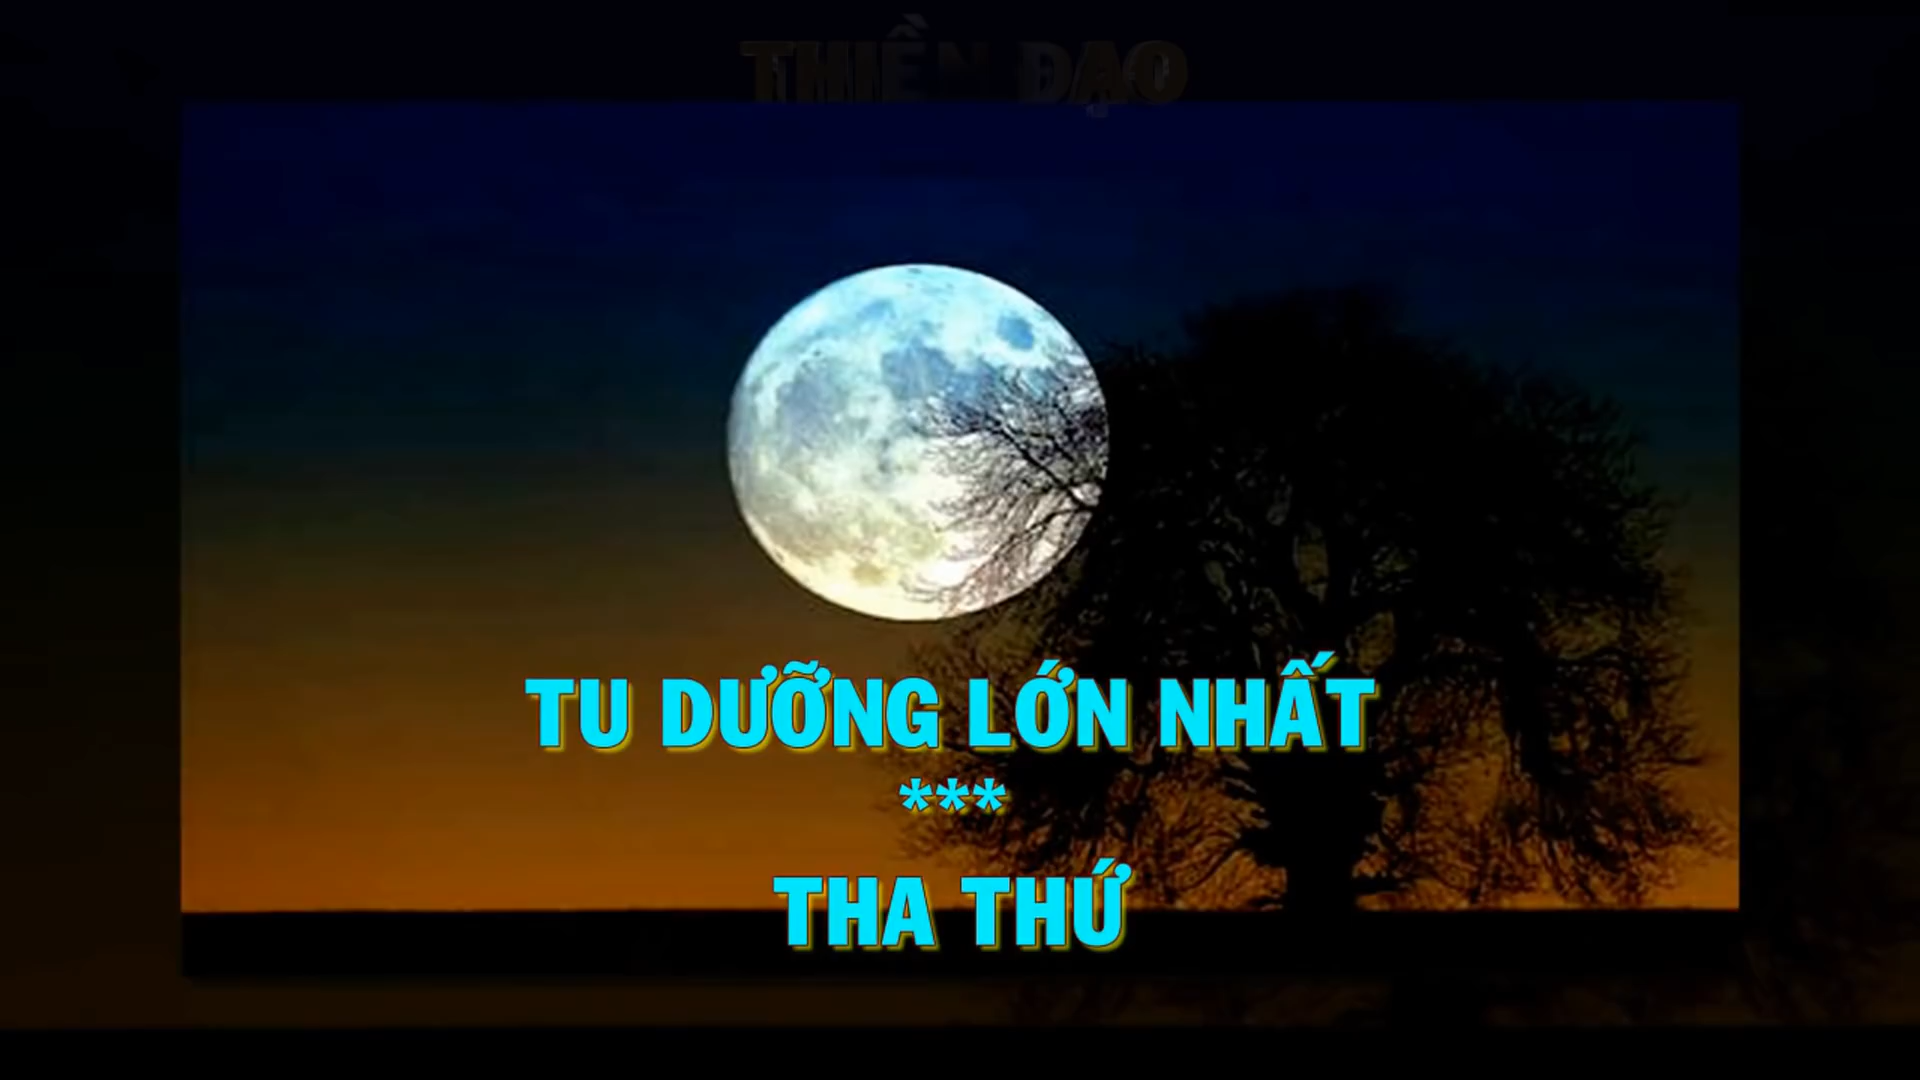 THIỀN ĐẠO
TU DƯỠNG LỚN NHẤT
***
THA THỨ